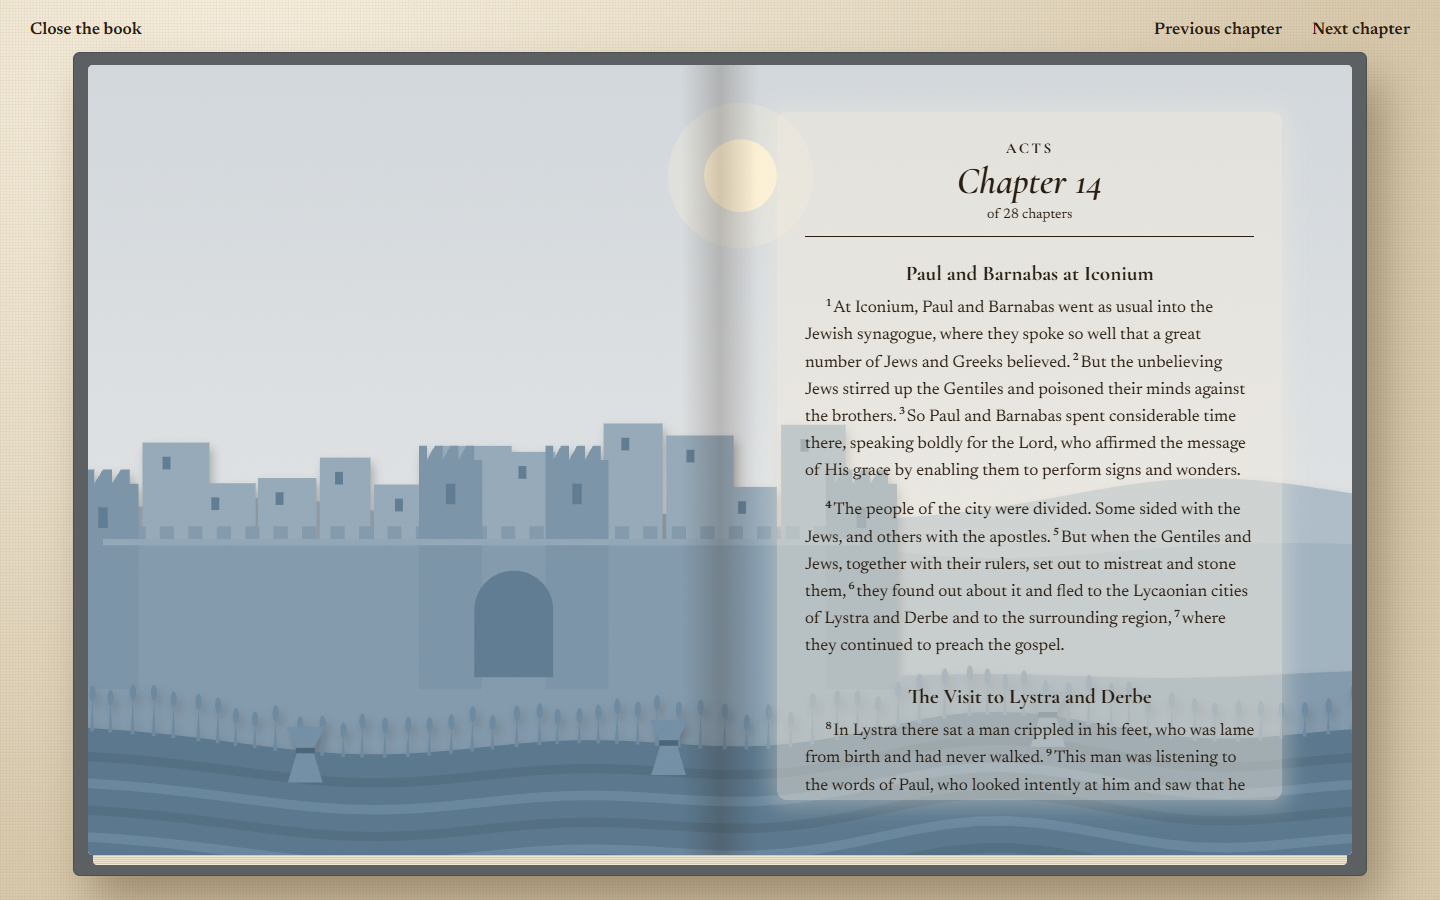 Close the book
Previous chapter
Next chapter
ACTS
Chapter 14
of 28 chapters
Paul and Barnabas at Iconium
1 At Iconium, Paul and Barnabas went as usual into the
Jewish synagogue, where they spoke so well that a great
number of Jews and Greeks believed. 2 But the unbelieving
Jews stirred up the Gentiles and poisoned their minds against
the brothers. 3 So Paul and Barnabas spent considerable time
there, speaking boldly for the Lord, who affirmed the message
of His grace by enabling them to perform signs and wonders.
4 The people of the city were divided. Some sided with the
Jews, and others with the apostles. 5 But when the Gentiles and
Jews, together with their rulers, set out to mistreat and stone
them, 6 they found out about it and fled to the Lycaonian cities
of Lystra and Derbe and to the surrounding region, 7 where
they continued to preach the gospel.
The Visit to Lystra and Derbe
8 In Lystra there sat a man crippled in his feet, who was lame
from birth and had never walked. 9 This man was listening to
the words of Paul, who looked intently at him and saw that he